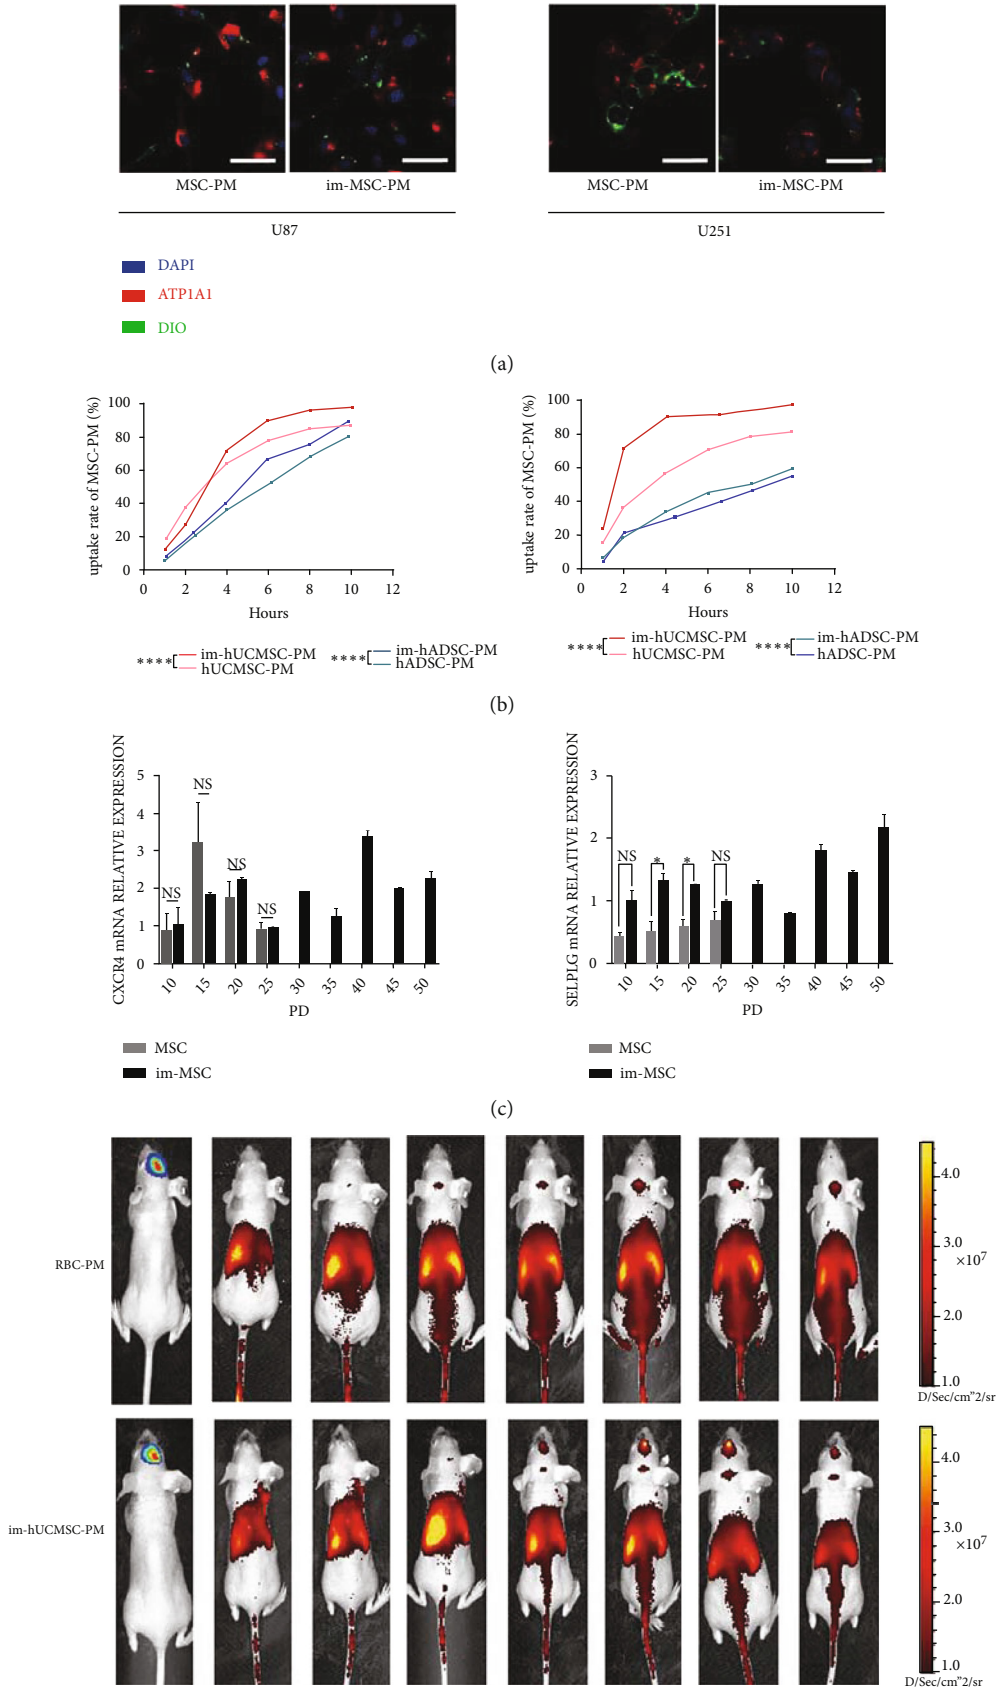 MSC-PM im-MSC-PM MSC-PM im-MSC-PM
U87 U251
DAPI
ATP1A1
DIO
(a)
uptake rate of MSC-PM (%)
100
80
60
40
20
0
0 2 4 6 8 10 12
Hours
**** im-hUCMSC-PM
hUCMSC-PM
**** im-hADSC-PM
hADSC-PM
uptake rate of MSC-PM (%)
100
80
60
40
20
0
0 2 4 6 8 10 12
Hours
**** im-hUCMSC-PM
hUCMSC-PM
**** im-hADSC-PM
hADSC-PM
(b)
CXCR4 mRNA RELATIVE EXPRESSION
5
4
3
2
1
0
NS NS NS NS
10 15 20 25 30 35 40 45 50
PD
MSC
im-MSC
SELPLG mRNA RELATIVE EXPRESSION
3
2
1
0
NS * * NS
10 15 20 25 30 35 40 45 50
PD
MSC
im-MSC
(c)
RBC-PM
4.0
3.0
×10⁷
2.0
1.0
D/Sec/cm"2/sr
im-hUCMSC-PM
4.0
3.0
×10⁷
2.0
1.0
D/Sec/cm"2/sr